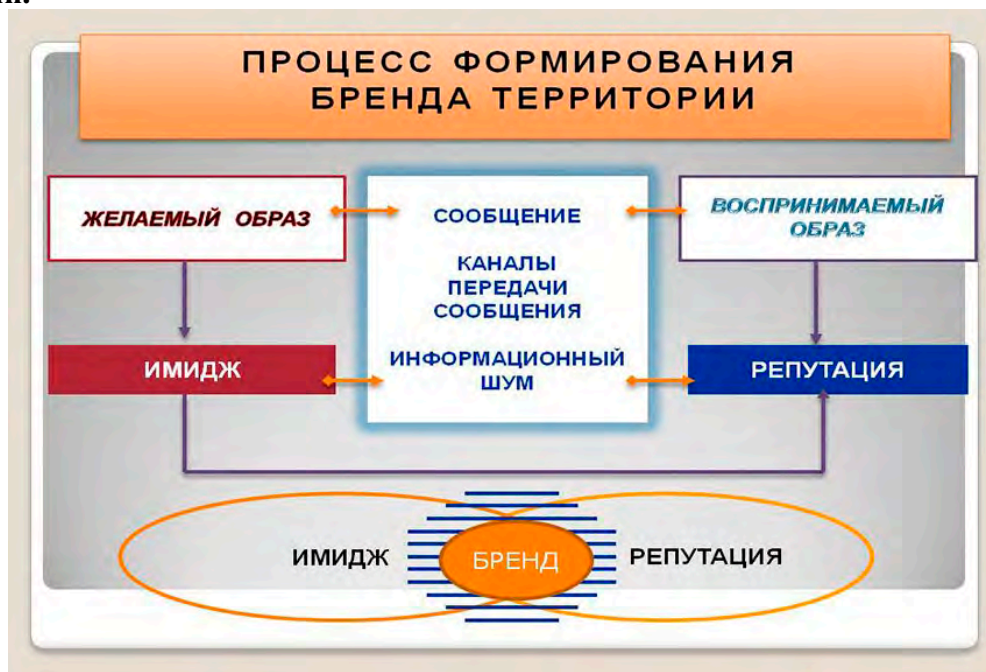 ПРОЦЕСС ФОРМИРОВАНИЯ
БРЕНДА ТЕРРИТОРИИ
ЖЕЛАЕМЫЙ ОБРАЗ
СООБЩЕНИЕ
КАНАЛЫ
ПЕРЕДАЧИ
СООБЩЕНИЯ
ИНФОРМАЦИОННЫЙ
ШУМ
ВОСПРИНИМАЕМЫЙ
ОБРАЗ
ИМИДЖ
РЕПУТАЦИЯ
ИМИДЖ
БРЕНД
РЕПУТАЦИЯ